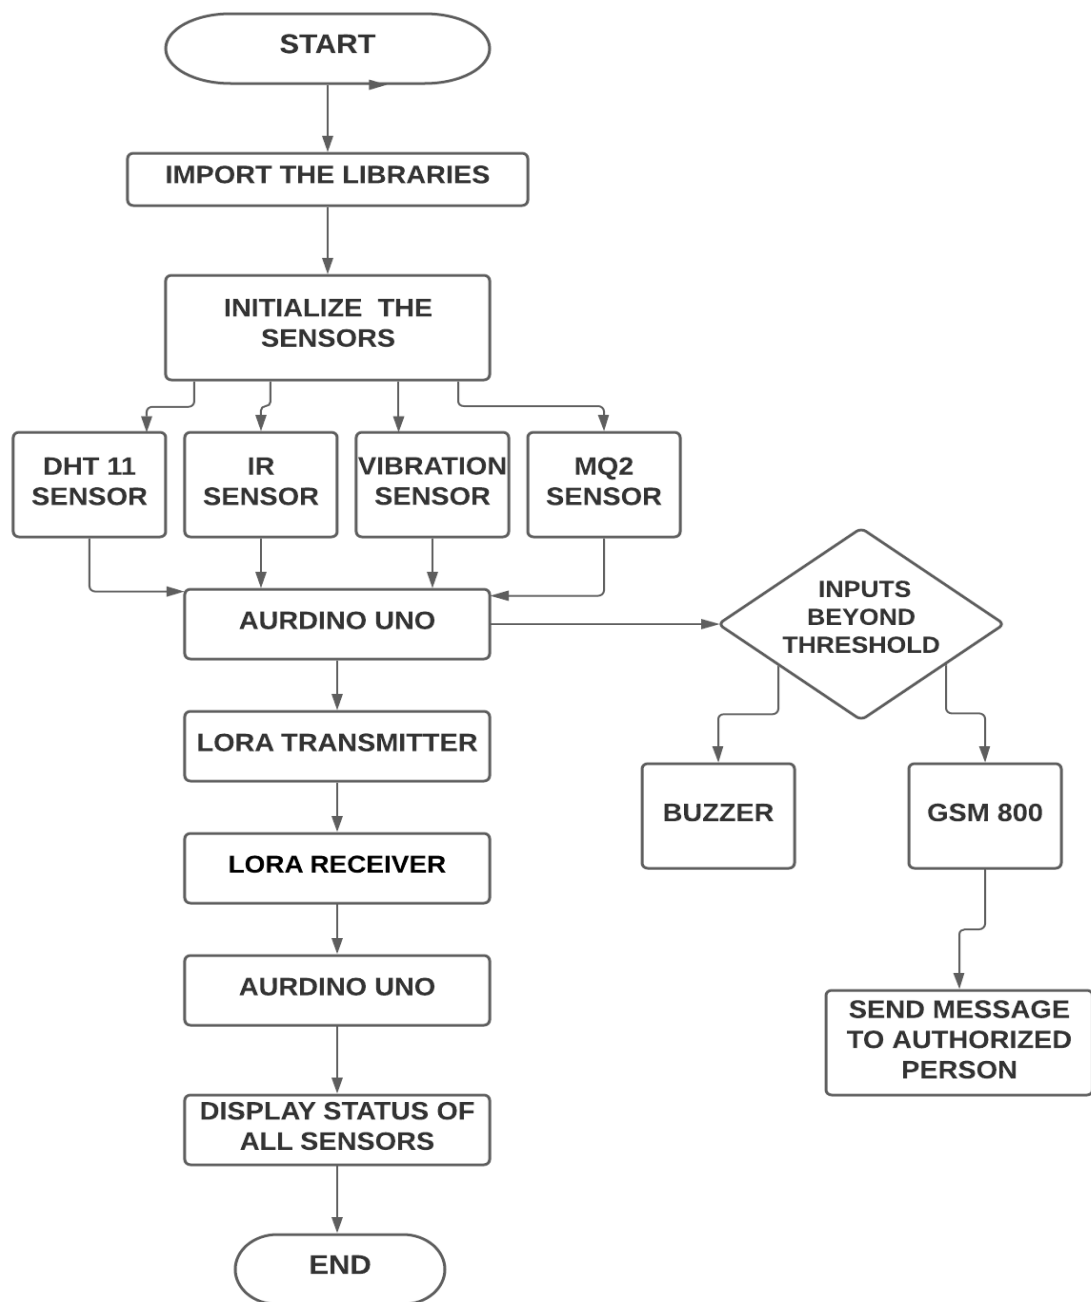 START
IMPORT THE LIBRARIES
INITIALIZE THE
SENSORS
DHT 11
SENSOR
IR
SENSOR
VIBRATION
SENSOR
MQ2
SENSOR
AURDINO UNO
INPUTS
BEYOND
THRESHOLD
LORA TRANSMITTER
BUZZER
GSM 800
LORA RECEIVER
AURDINO UNO
SEND MESSAGE
TO AUTHORIZED
PERSON
DISPLAY STATUS OF
ALL SENSORS
END